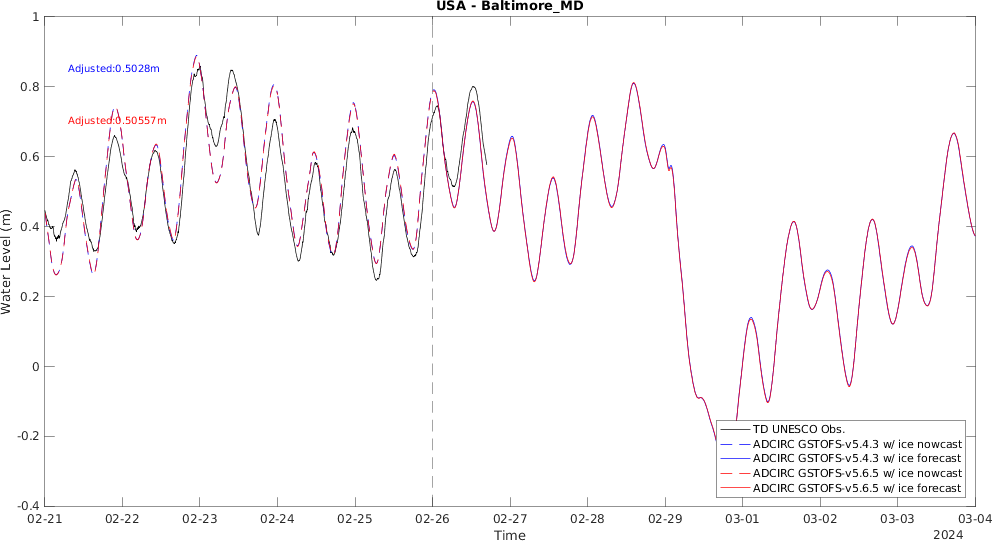 USA - Baltimore_MD
1
0.8
0.6
0.4
0.2
0
-0.2
-0.4
Water Level (m)
Adjusted:0.5028m
Adjusted:0.50557m
TD UNESCO Obs.
ADCIRC GSTOFS-v5.4.3 w/ ice nowcast
ADCIRC GSTOFS-v5.4.3 w/ ice forecast
ADCIRC GSTOFS-v5.6.5 w/ ice nowcast
ADCIRC GSTOFS-v5.6.5 w/ ice forecast
02-21 02-22 02-23 02-24 02-25 02-26 02-27 02-28 02-29 03-01 03-02 03-03 03-04
Time
2024